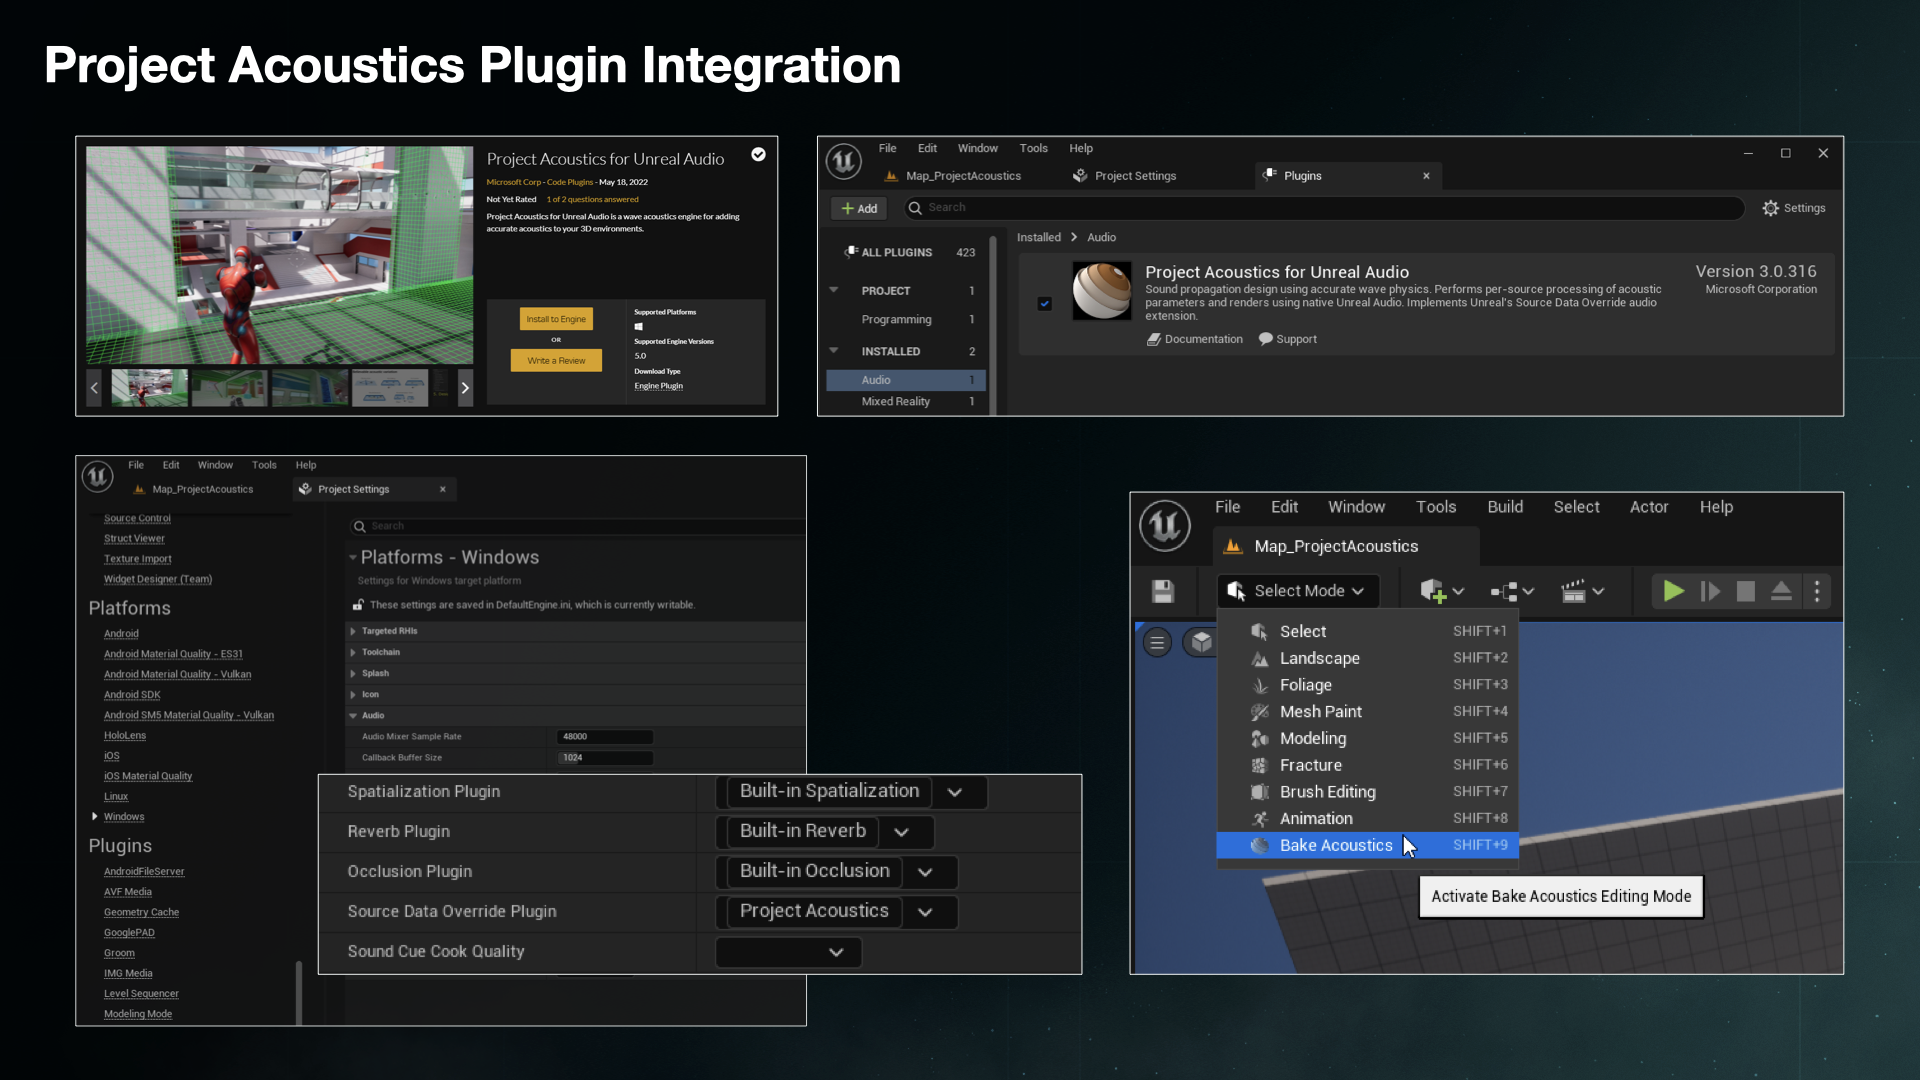 Project Acoustics Plugin Integration
Project Acoustics for Unreal Audio
Microsoft Corp - Code Plugins - May 18, 2022
Not Yet Rated 1 of 2 questions answered
Project Acoustics for Unreal Audio is a wave acoustics engine for adding
accurate acoustics to your 3D environments.
Install to Engine
OR
Write a Review
Supported Platforms
Supported Engine Versions
5.0
Download Type
Engine Plugin
File Edit Window Tools Help
Map_ProjectAcoustics Project Settings Plugins
Add Search Settings
ALL PLUGINS 423
PROJECT 1
Programming 1
INSTALLED 2
Audio 1
Mixed Reality 1
Installed > Audio
Project Acoustics for Unreal Audio
Version 3.0.316
Microsoft Corporation
Sound propagation design using accurate wave physics. Performs per-source processing of acoustic
parameters and renders using native Unreal Audio. Implements Unreal's Source Data Override audio
extension.
Documentation Support
File Edit Window Tools Help
Map_ProjectAcoustics Project Settings
Source Control
Struct Viewer
Texture Import
Widget Designer (Team)
Platforms
Android
Android Material Quality - ES31
Android Material Quality - Vulkan
Android SDK
Android SM5 Material Quality - Vulkan
HoloLens
iOS
iOS Material Quality
Linux
Windows
Plugins
AndroidFileServer
AVF Media
Geometry Cache
GooglePAD
Groom
IMG Media
Level Sequencer
Modeling Mode
Search
Platforms - Windows
Settings for Windows target platform
These settings are saved in DefaultEngine.ini, which is currently writable.
Targeted RHIs
Toolchain
Splash
Icon
Audio
Audio Mixer Sample Rate 48000
Callback Buffer Size 1024
Spatialization Plugin Built-in Spatialization
Reverb Plugin Built-in Reverb
Occlusion Plugin Built-in Occlusion
Source Data Override Plugin Project Acoustics
Sound Cue Cook Quality
File Edit Window Tools Build Select Actor Help
Map_ProjectAcoustics
Select Mode
Select SHIFT+1
Landscape SHIFT+2
Foliage SHIFT+3
Mesh Paint SHIFT+4
Modeling SHIFT+5
Fracture SHIFT+6
Brush Editing SHIFT+7
Animation SHIFT+8
Bake Acoustics SHIFT+9
Activate Bake Acoustics Editing Mode